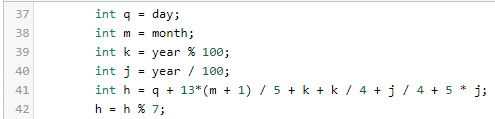 37 int q = day;
38 int m = month;
39 int k = year % 100;
40 int j = year / 100;
41 int h = q + 13*(m + 1) / 5 + k + k / 4 + j / 4 + 5 * j;
42 h = h % 7;